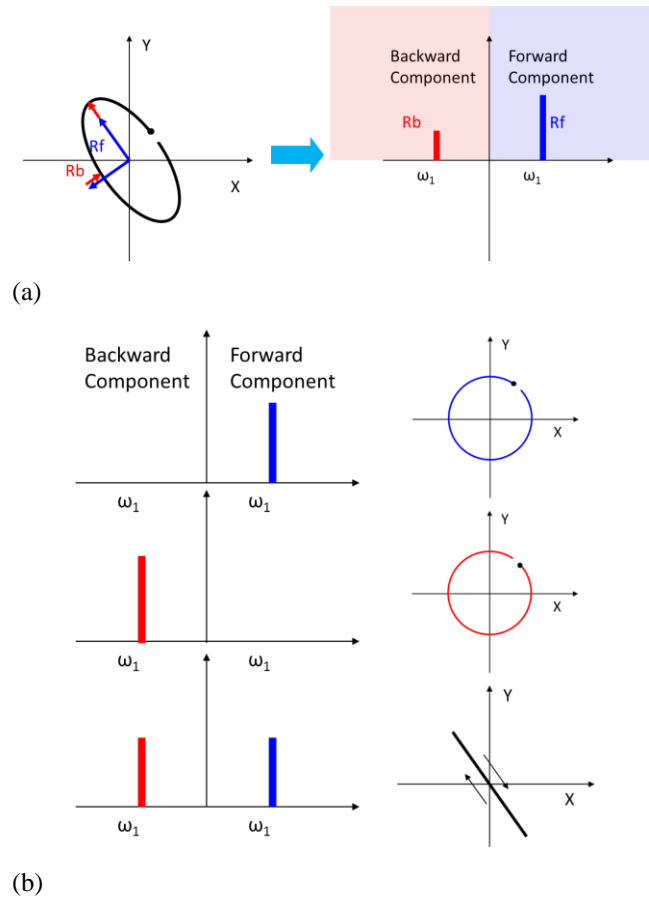 Y
X
Rf
Rb
Backward
Component
Forward
Component
Rb
Rf
ω₁
ω₁
(a)
Backward
Component
Forward
Component
ω₁
ω₁
Y
X
ω₁
ω₁
Y
X
ω₁
ω₁
Y
X
(b)